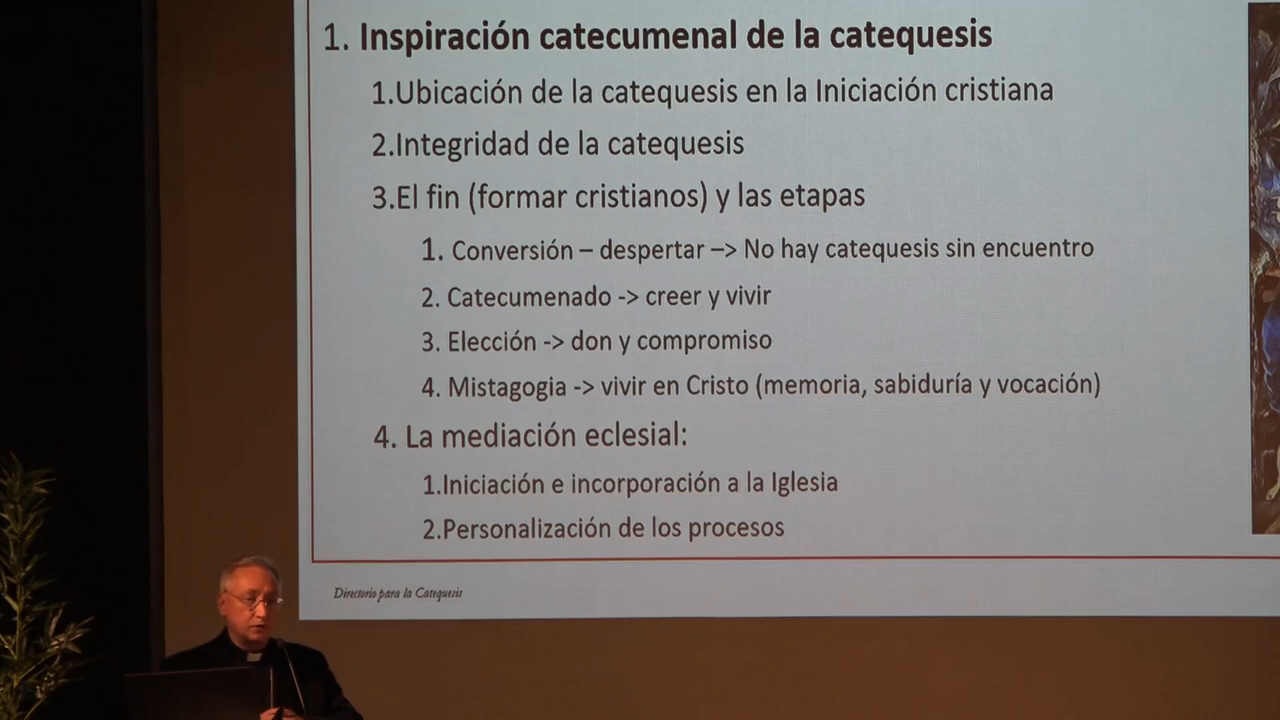 1. Inspiración catecumenal de la catequesis
1.Ubicación de la catequesis en la Iniciación cristiana
2.Integridad de la catequesis
3.El fin (formar cristianos) y las etapas
1. Conversión – despertar –> No hay catequesis sin encuentro
2. Catecumenado -> creer y vivir
3. Elección -> don y compromiso
4. Mistagogia -> vivir en Cristo (memoria, sabiduría y vocación)
4. La mediación eclesial:
1.Iniciación e incorporación a la Iglesia
2.Personalización de los procesos
Directorio para la Catequesis